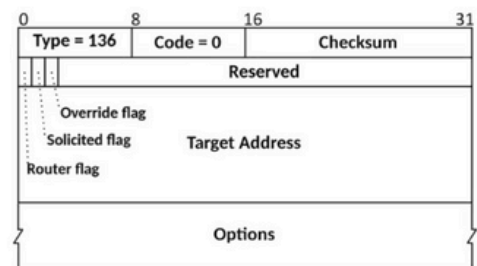 0 8 16 31
Type = 136 Code = 0 Checksum
Reserved
Override flag
Solicited flag
Target Address
Router flag
Options